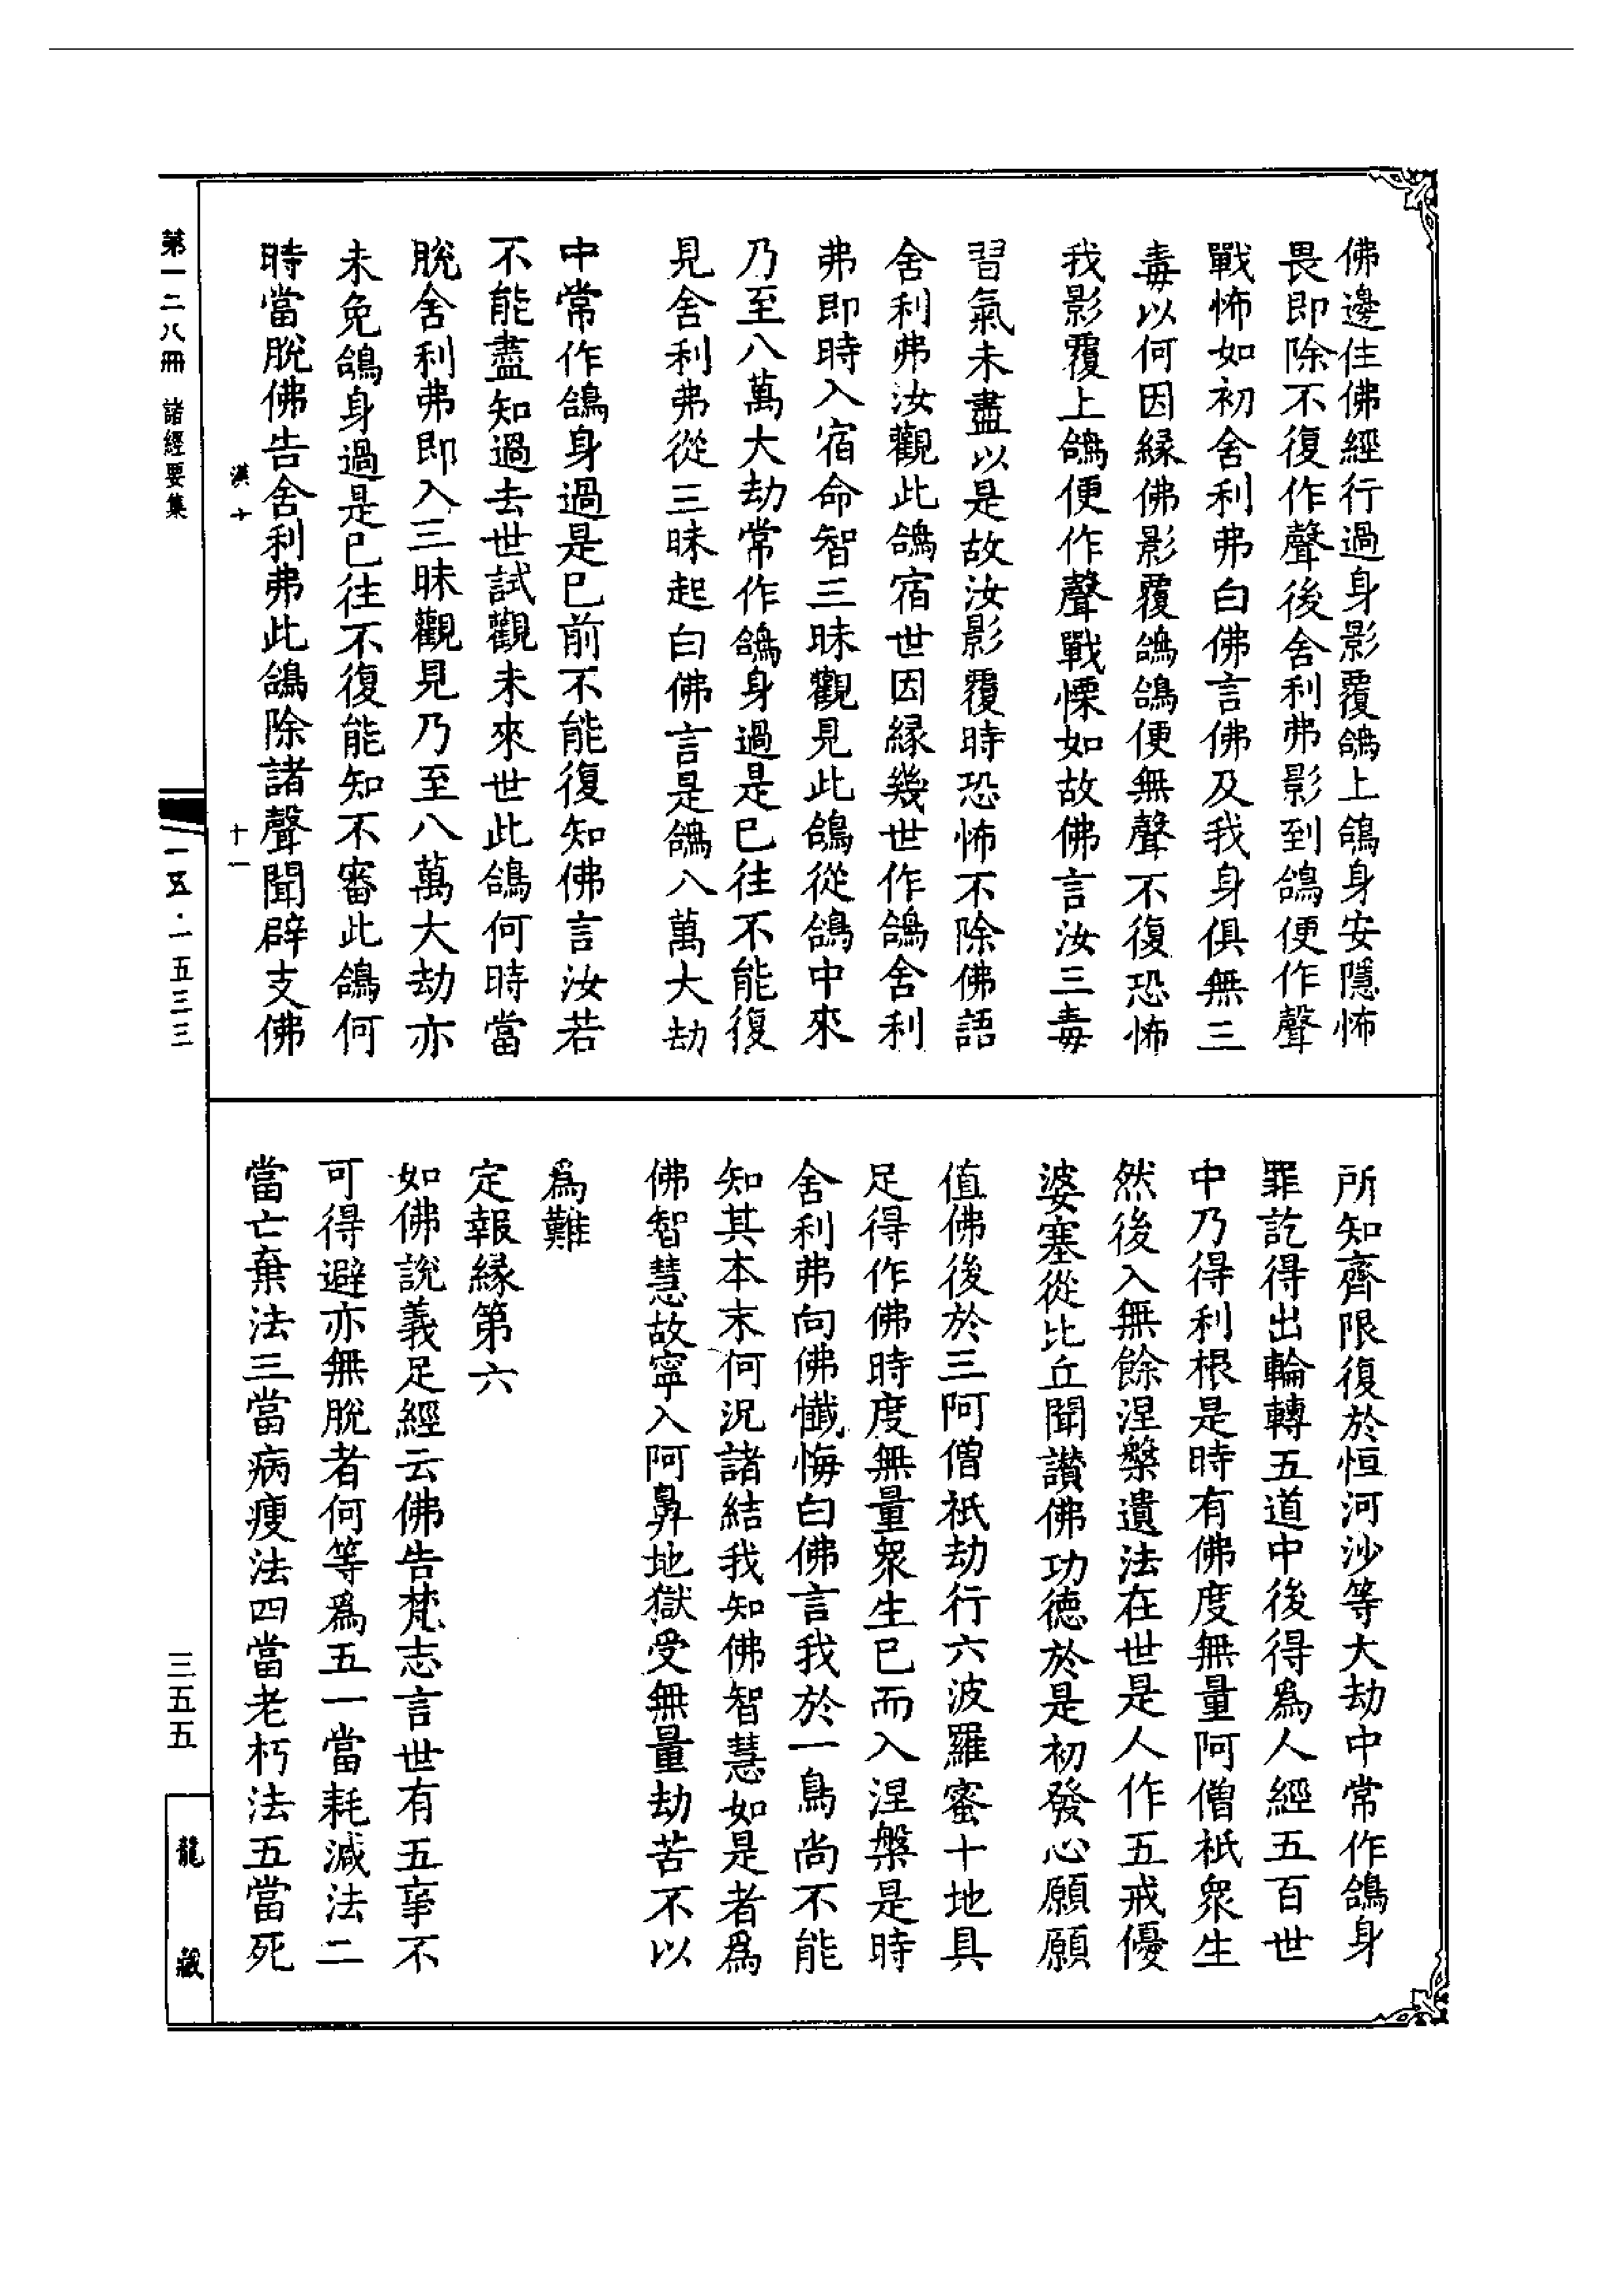 佛邊住佛經行過身影覆鴿上鴿身安隱怖
畏即除不復作聲後舍利弗影到鴿便作聲
戰怖如初舍利弗白佛言佛及我身俱無三
毒以何因緣佛影覆鴿鴿便無聲不復恐怖
我影覆上鴿便作聲戰慄如故佛言汝三毒
習氣未盡以是故汝影覆時恐怖不除佛語
舍利弗汝觀此鴿宿世因緣幾世作鴿舍利
弗即時入宿命智三昧觀見此鴿從鴿中來
乃至八萬大劫常作鴿身過是已往不能復
見舍利弗從三昧起白佛言是鴿八萬大劫
中常作鴿身過是已前不能復知佛言汝若
不能盡知過去世試觀未來世此鴿何時當
脫舍利弗即入三昧觀見乃至八萬大劫亦
未免鴿身過是已往不復能知不審此鴿何
時當脫佛告舍利弗此鴿除諸聲聞辟支佛
漢十 十一
所知齊限復於恒河沙等大劫中常作鴿身
罪訖得出輪轉五道中後得爲人經五百世
中乃得利根是時有佛度無量阿僧祇衆生
然後入無餘涅槃遺法在世是人作五戒優
婆塞從比丘聞讃佛功德於是初發心願願
值佛後於三阿僧祇劫行六波羅蜜十地具
足得作佛時度無量衆生已而入涅槃是時
舍利弗向佛懺悔白佛言我於一鳥尚不能
知其本末何況諸結我知佛智慧如是者爲
佛智慧故寧入阿鼻地獄受無量劫苦不以
爲難
定報緣第六
如佛說義足經云佛告梵志言世有五事不
可得避亦無脫者何等爲五一當耗減法二
當亡棄法三當病瘦法四當老朽法五當死
第一二八冊 諸經要集
一五·一五三三
三五五
龍藏